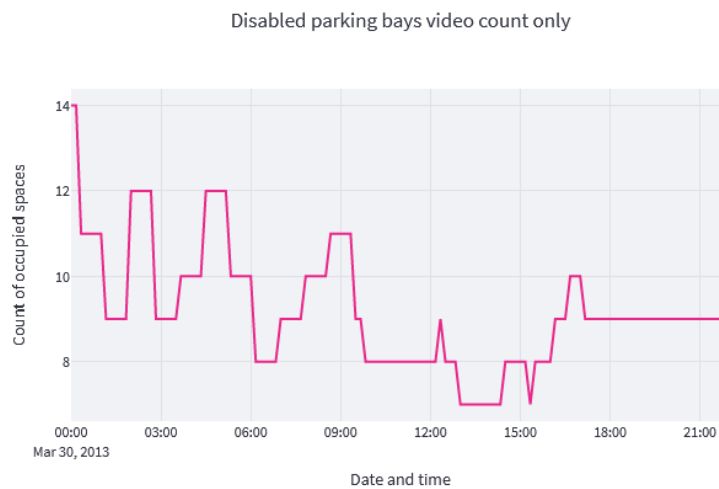 Disabled parking bays video count only
14
12
10
8
Count of occupied spaces
00:00 03:00 06:00 09:00 12:00 15:00 18:00 21:00
Mar 30, 2013
Date and time